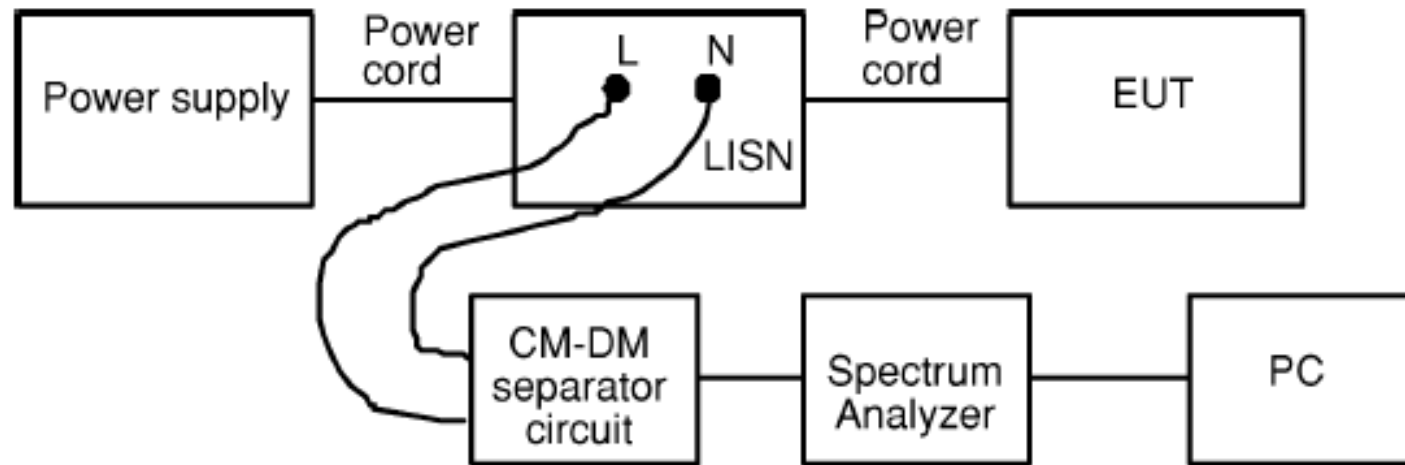 Power supply
Power
cord
L
N
LISN
Power
cord
EUT
CM-DM
separator
circuit
Spectrum
Analyzer
PC